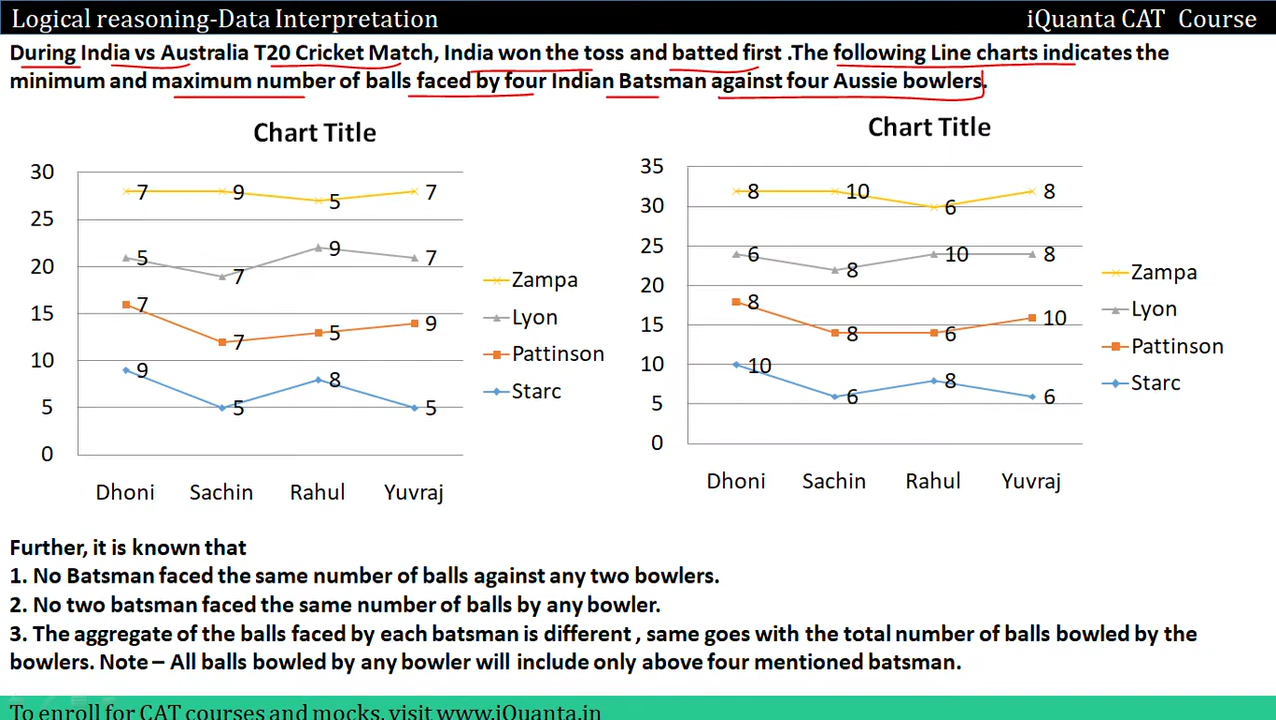 Logical reasoning-Data Interpretation
iQuanta CAT Course
During India vs Australia T20 Cricket Match, India won the toss and batted first .The following Line charts indicates the
minimum and maximum number of balls faced by four Indian Batsman against four Aussie bowlers.
Chart Title
30
25
20
15
10
5
0
7 9 5 7
5 7 9 7
7 7 5 9
9 5 8 5
Dhoni Sachin Rahul Yuvraj
Zampa
Lyon
Pattinson
Starc
Chart Title
35
30
25
20
15
10
5
0
8 10 6 8
6 8 10 8
8 8 6 10
10 6 8 6
Dhoni Sachin Rahul Yuvraj
Zampa
Lyon
Pattinson
Starc
Further, it is known that
1. No Batsman faced the same number of balls against any two bowlers.
2. No two batsman faced the same number of balls by any bowler.
3. The aggregate of the balls faced by each batsman is different , same goes with the total number of balls bowled by the
bowlers. Note – All balls bowled by any bowler will include only above four mentioned batsman.
To enroll for CAT courses and mocks, visit www.iQuanta.in